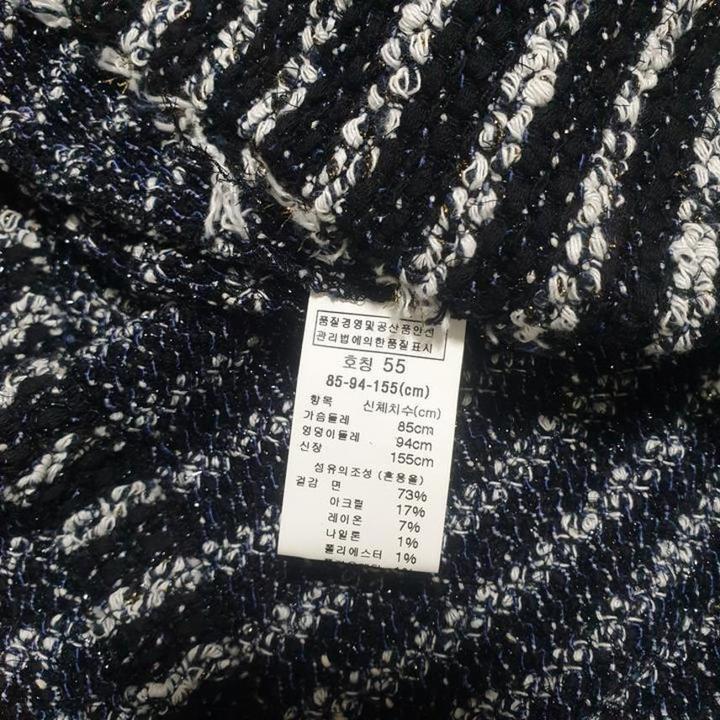 품질경영및공산품안전
관리법에의한품질표시
호칭 55
85-94-155(cm)
항목 신체치수(cm)
가슴둘레 85cm
엉덩이둘레 94cm
신장 155cm
섬유의조성 (혼용율)
겉감 면 73%
아크릴 17%
레이온 7%
나일론 1%
폴리에스터 1%